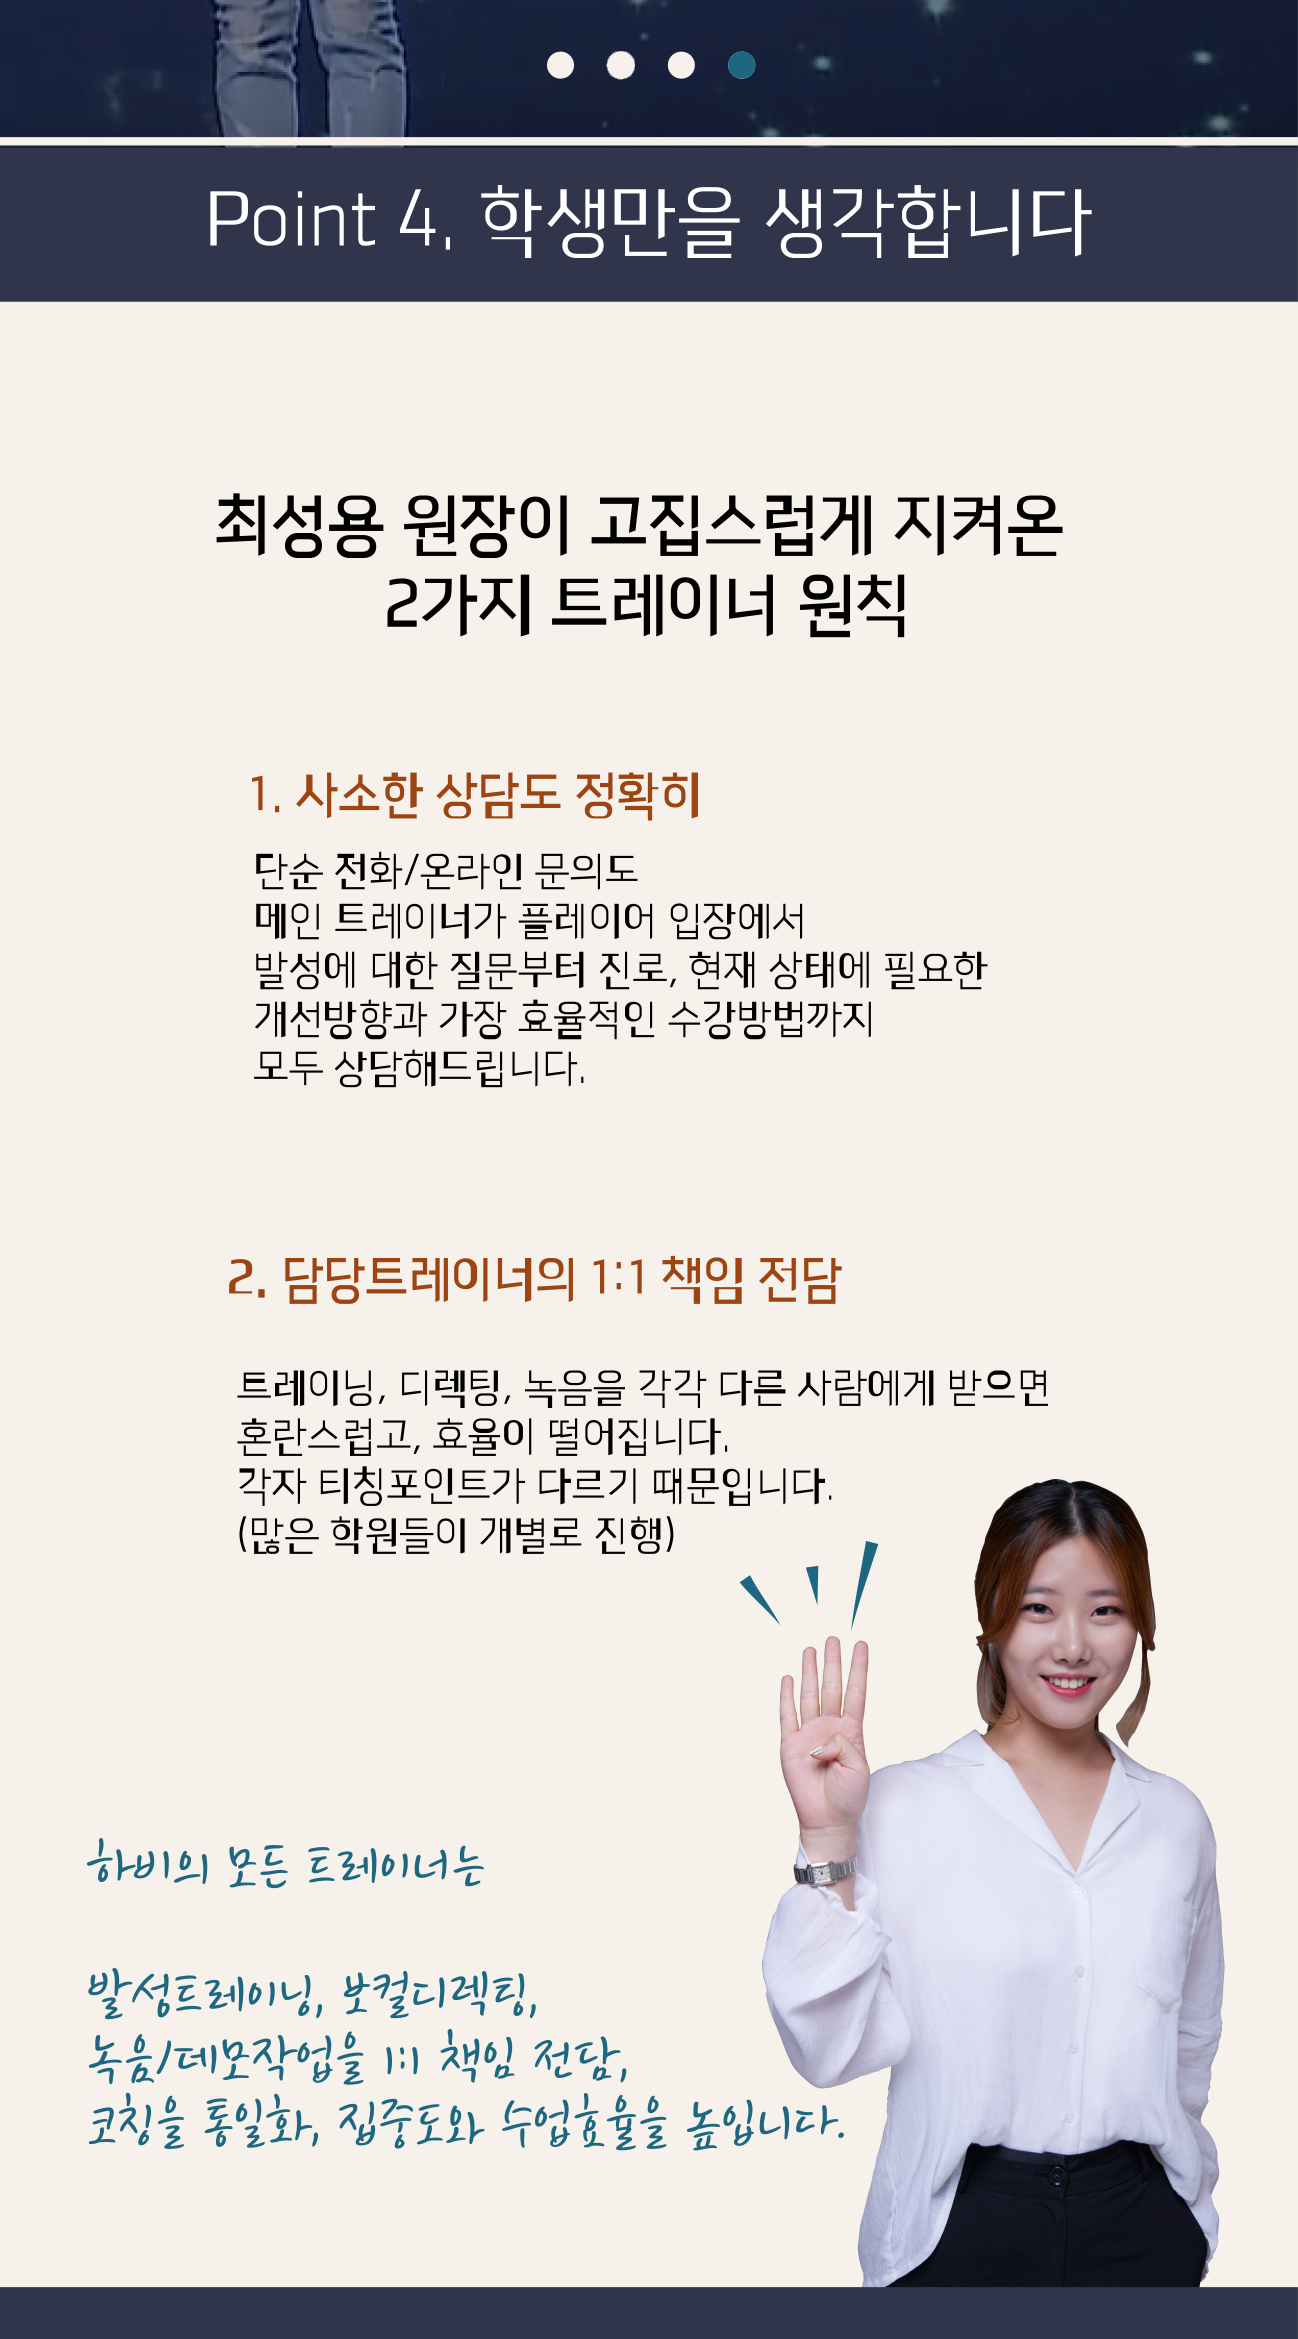 Point 4. 학생만을 생각합니다
최성용 원장이 고집스럽게 지켜온
2가지 트레이너 원칙
1. 사소한 상담도 정확히
단순 전화/온라인 문의도
메인 트레이너가 플레이어 입장에서
발성에 대한 질문부터 진로, 현재 상태에 필요한
개선방향과 가장 효율적인 수강방법까지
모두 상담해드립니다.
2. 담당트레이너의 1:1 책임 전담
트레이닝, 디렉팅, 녹음을 각각 다른 사람에게 받으면
혼란스럽고, 효율이 떨어집니다.
각자 티칭포인트가 다르기 때문입니다.
(많은 학원들이 개별로 진행)
하비의 모든 트레이너는
발성트레이닝, 보컬디렉팅,
녹음/데모작업을 1:1 책임 전담,
코칭을 통일화, 집중도와 수업효율을 높입니다.